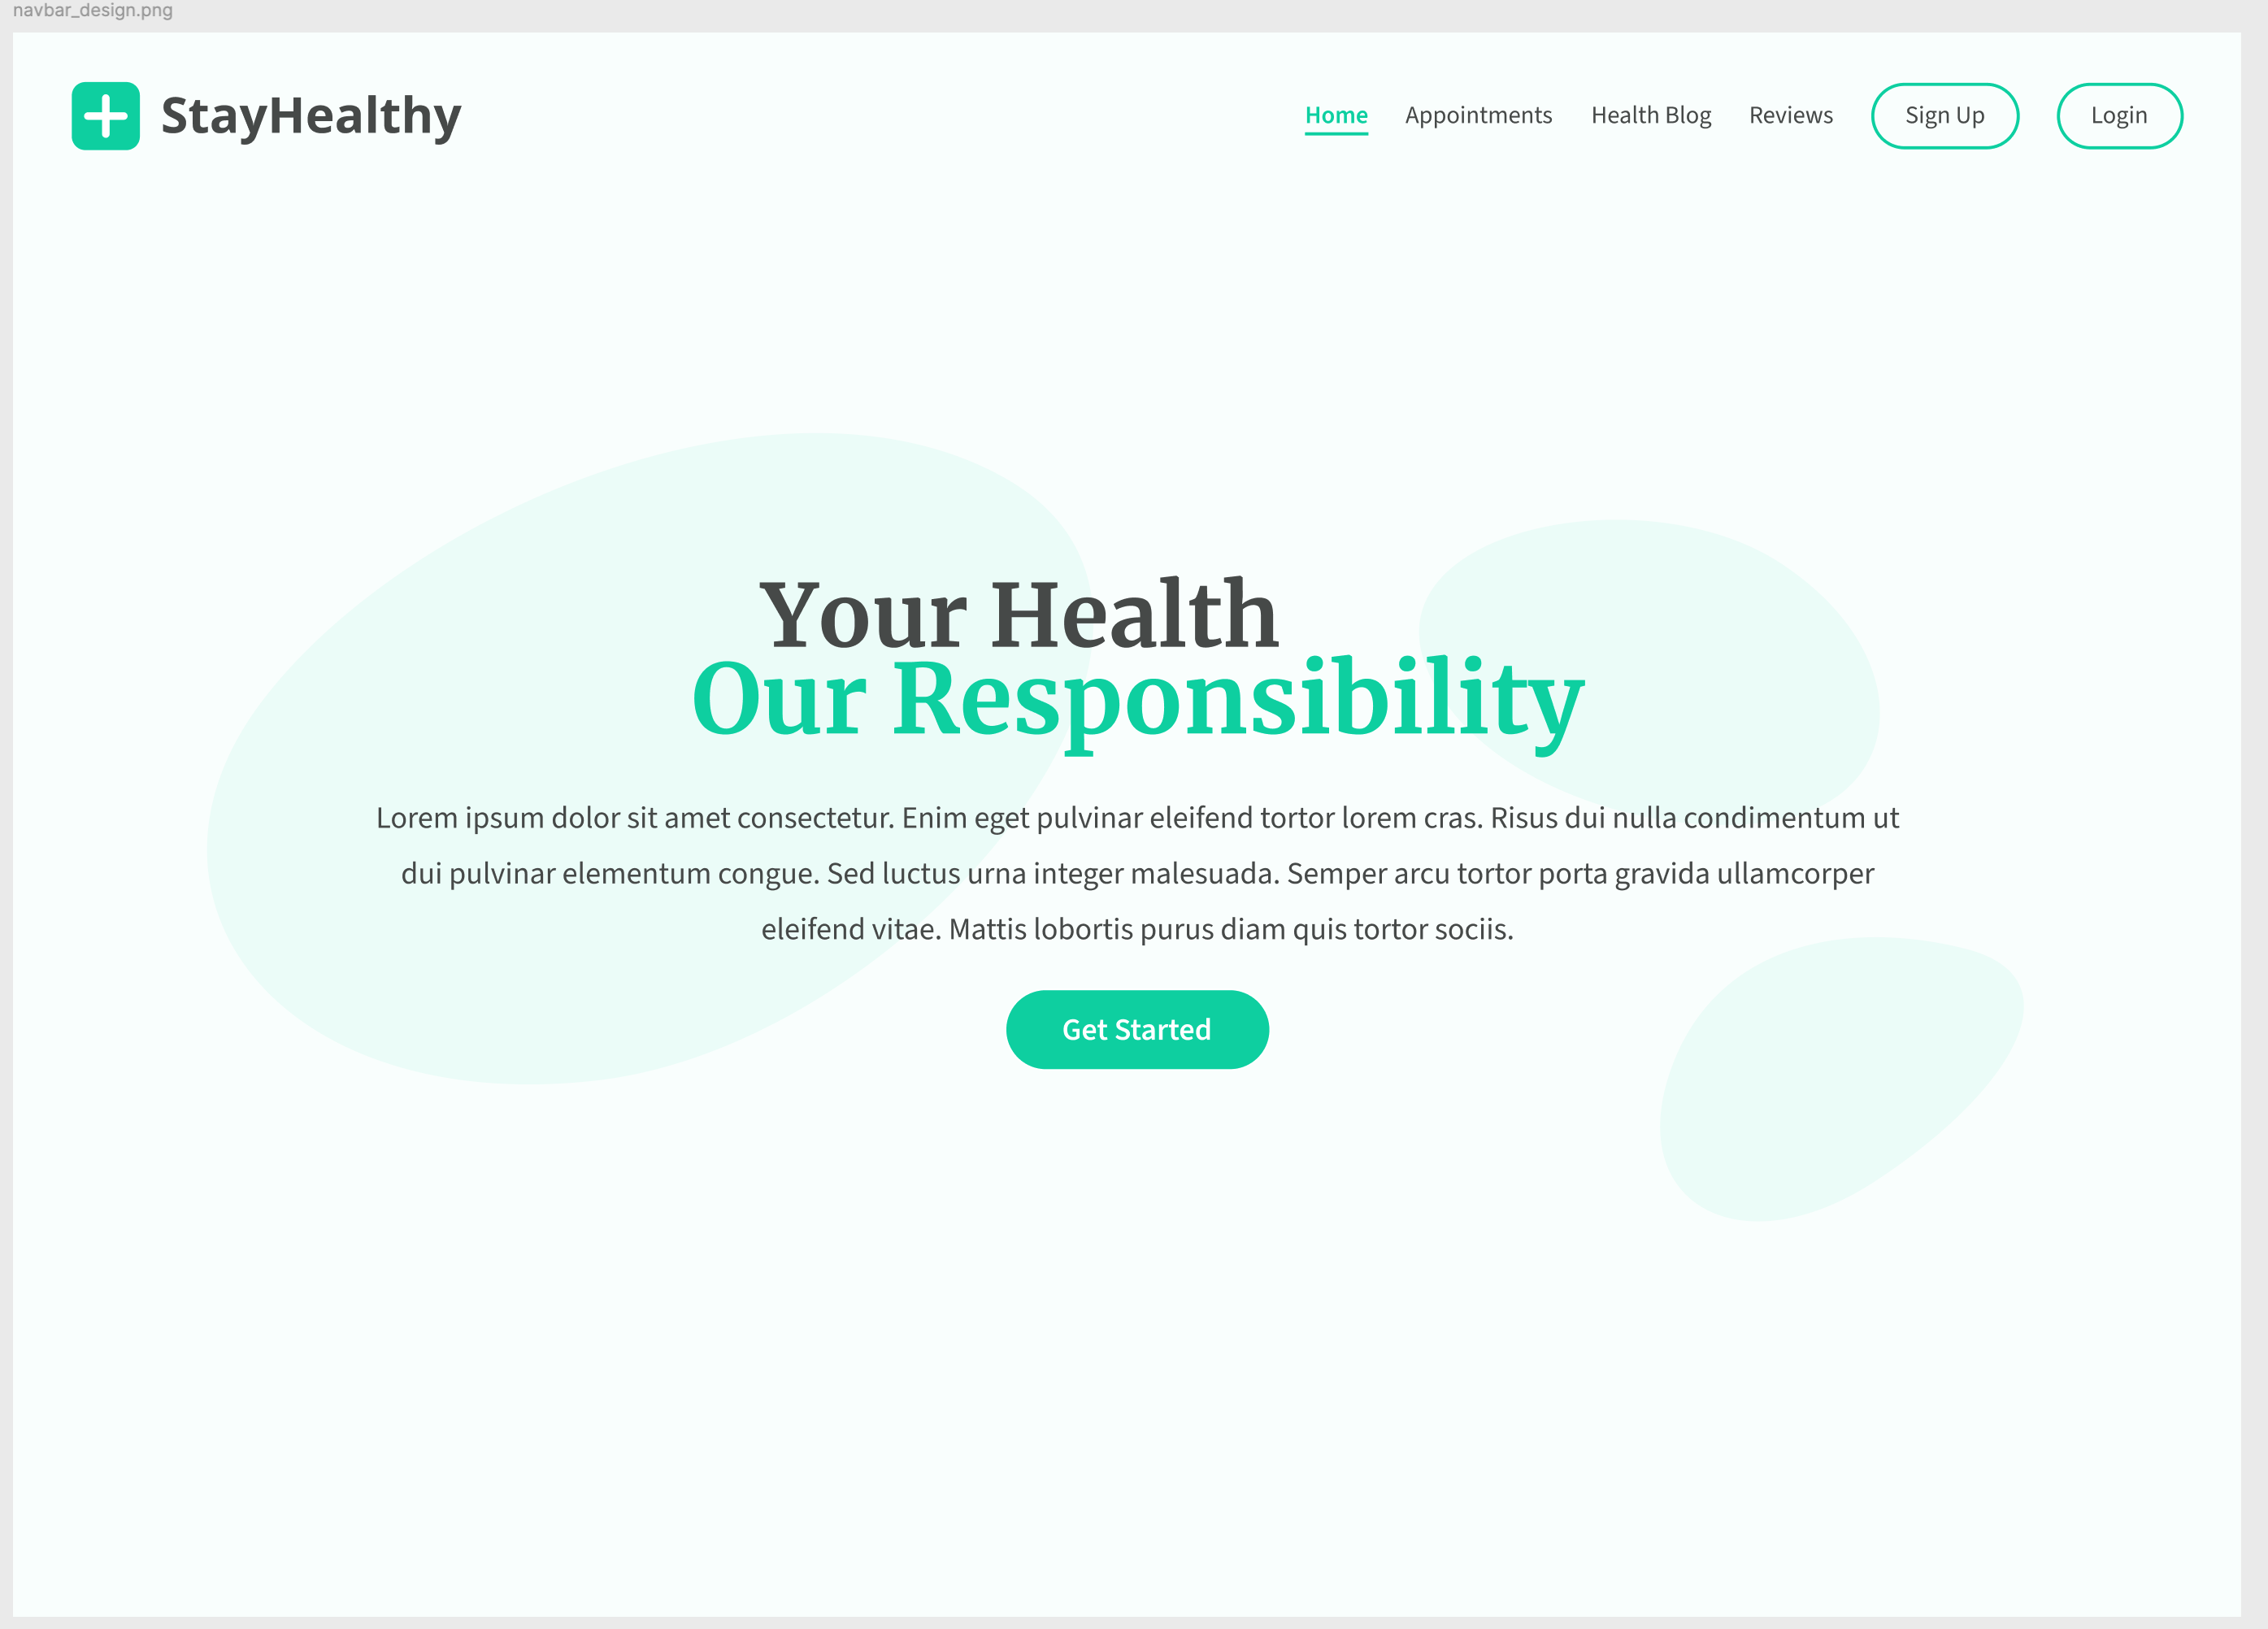 navbar_design.png
StayHealthy
Home Appointments Health Blog Reviews Sign Up Login
Your Health
Our Responsibility
Lorem ipsum dolor sit amet consectetur. Enim eget pulvinar eleifend tortor lorem cras. Risus dui nulla condimentum ut
dui pulvinar elementum congue. Sed luctus urna integer malesuada. Semper arcu tortor porta gravida ullamcorper
eleifend vitae. Mattis lobortis purus diam quis tortor sociis.
Get Started